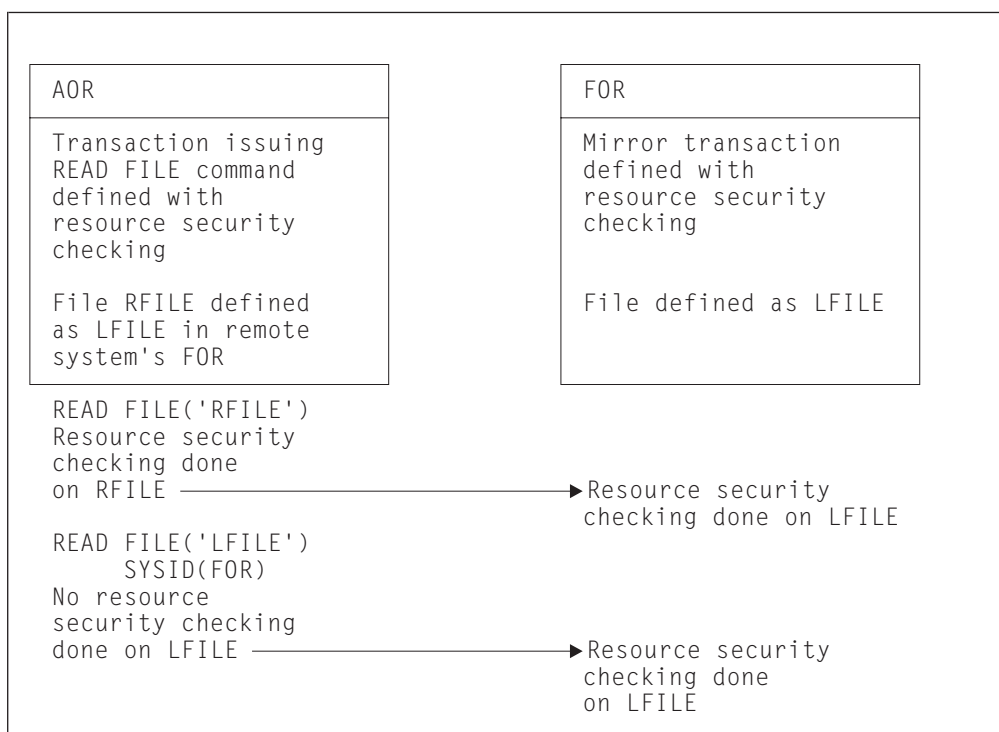 AOR
Transaction issuing
READ FILE command
defined with
resource security
checking
File RFILE defined
as LFILE in remote
system's FOR
FOR
Mirror transaction
defined with
resource security
checking
File defined as LFILE
READ FILE('RFILE')
Resource security
checking done
on RFILE
Resource security
checking done on LFILE
READ FILE('LFILE')
SYSID(FOR)
No resource
security checking
done on LFILE
Resource security
checking done
on LFILE